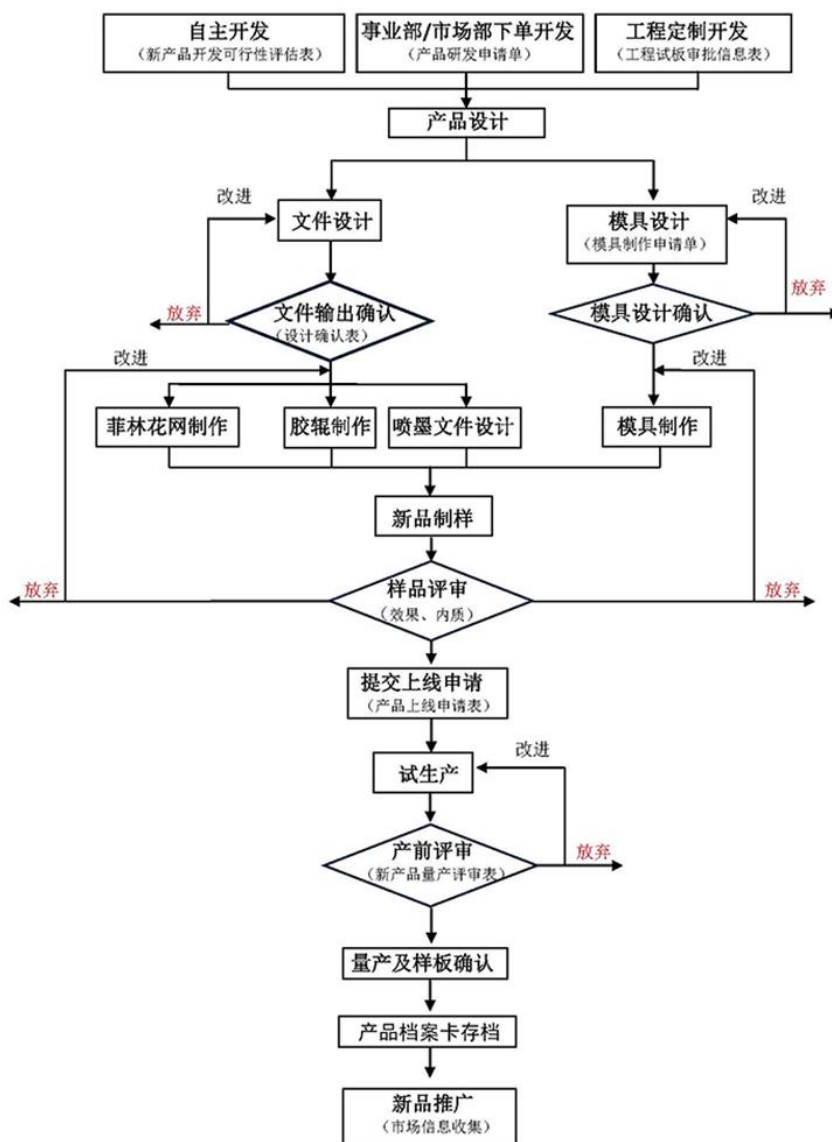 自主开发
（新产品开发可行性评估表）
事业部/市场部下单开发
（产品研发申请单）
工程定制开发
（工程试板审批信息表）
产品设计
改进
文件设计
模具设计
（模具制作申请单）
改进
放弃
文件输出确认
（设计确认表）
模具设计确认
放弃
改进
改进
菲林花网制作
胶辊制作
喷墨文件设计
模具制作
新品制样
放弃
样品评审
（效果、内质）
放弃
提交上线申请
（产品上线申请表）
试生产
改进
产前评审
（新产品量产评审表）
放弃
量产及样板确认
产品档案卡存档
新品推广
（市场信息收集）